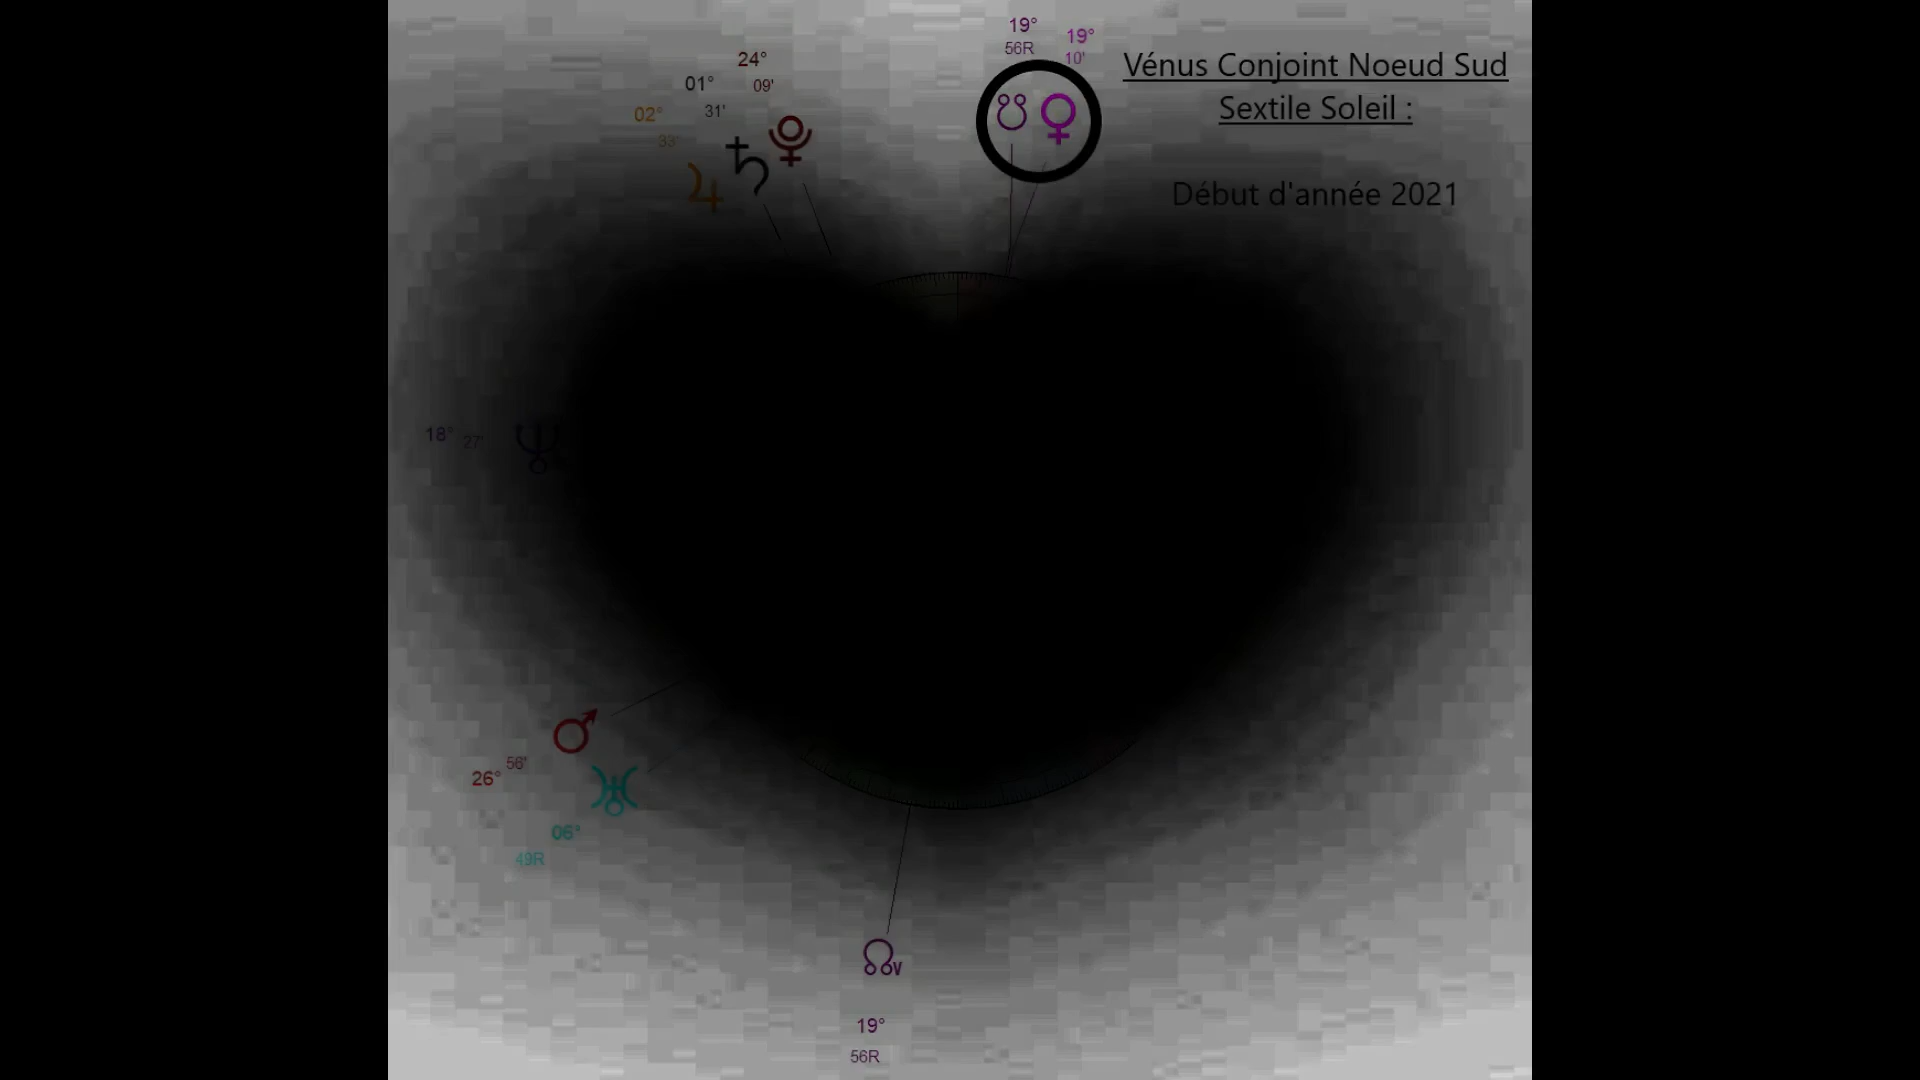 19°
56R
19°
10'
Vénus Conjoint Noeud Sud
Sextile Soleil :
Début d'année 2021
24°
09'
01°
31'
02°
33'
18° 27'
26° 56'
06°
49R
V
19°
56R